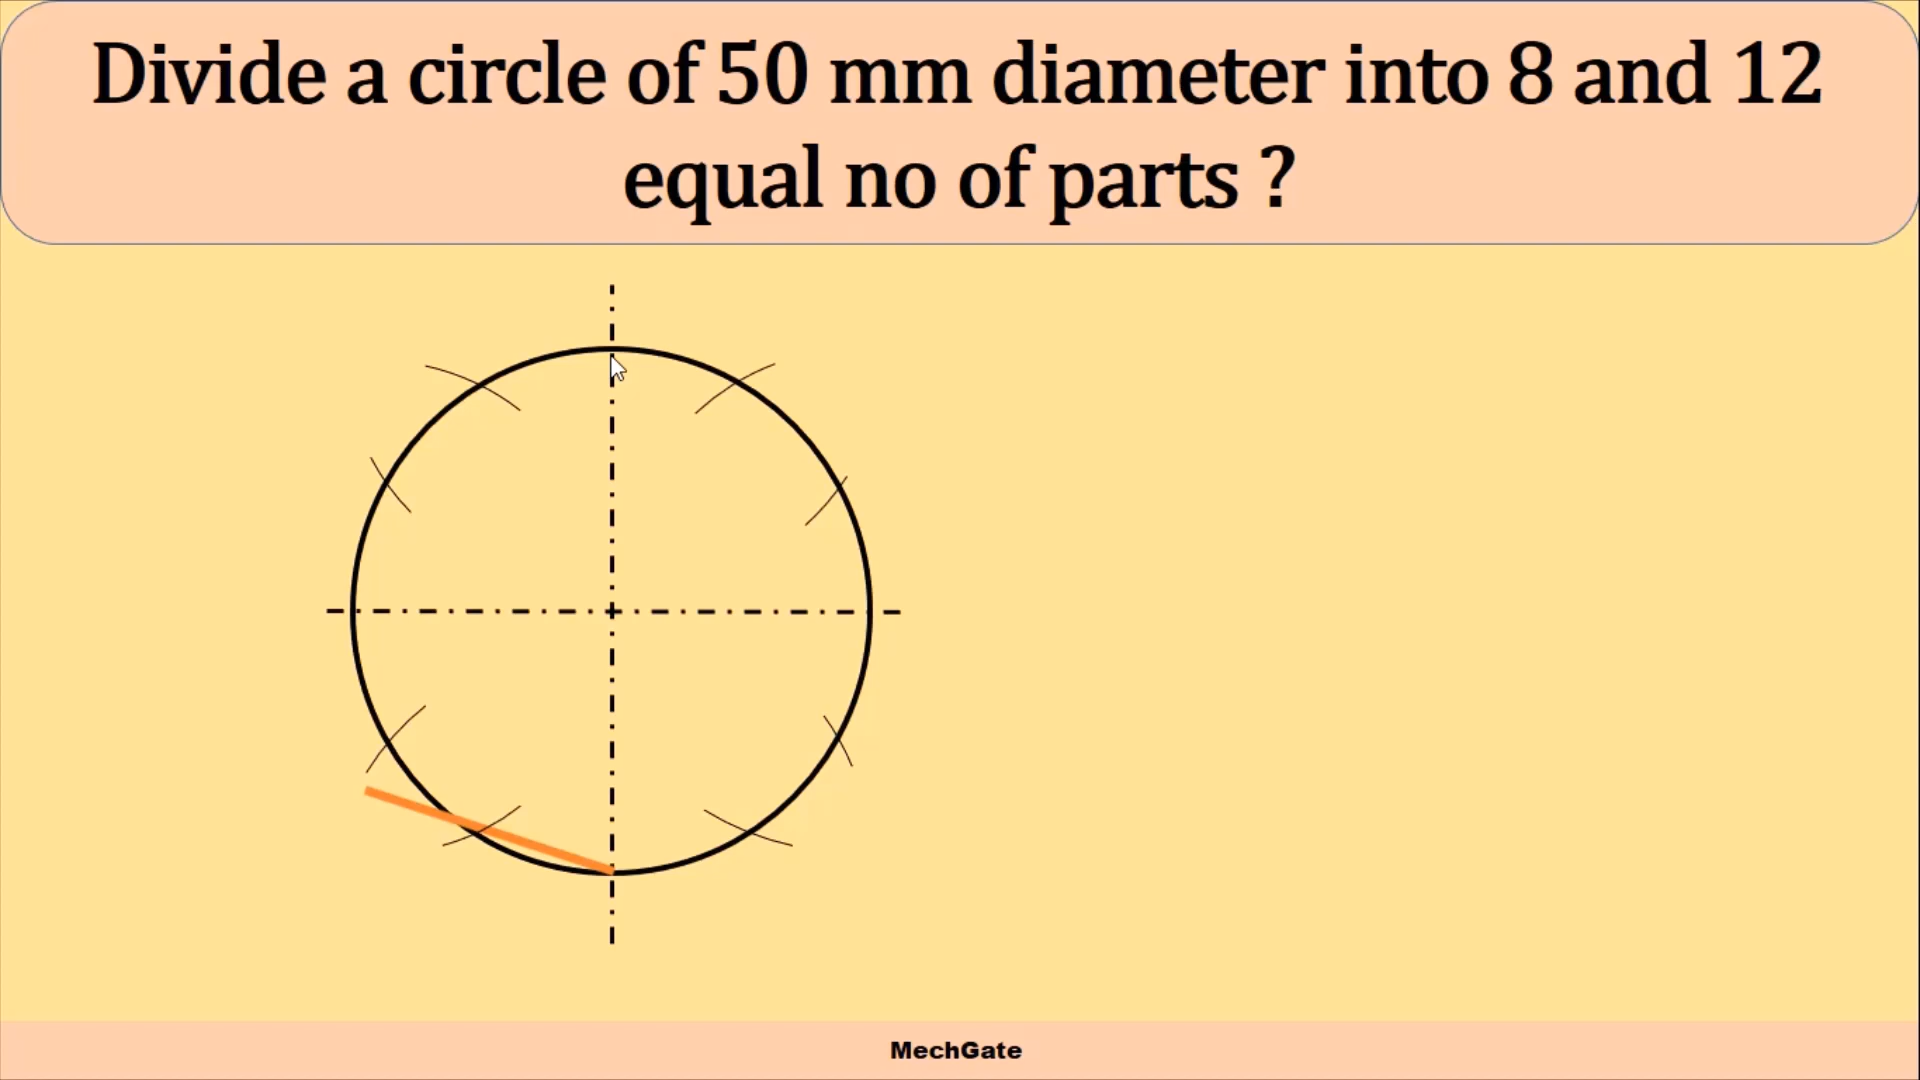 Divide a circle of 50 mm diameter into 8 and 12
equal no of parts ?
MechGate